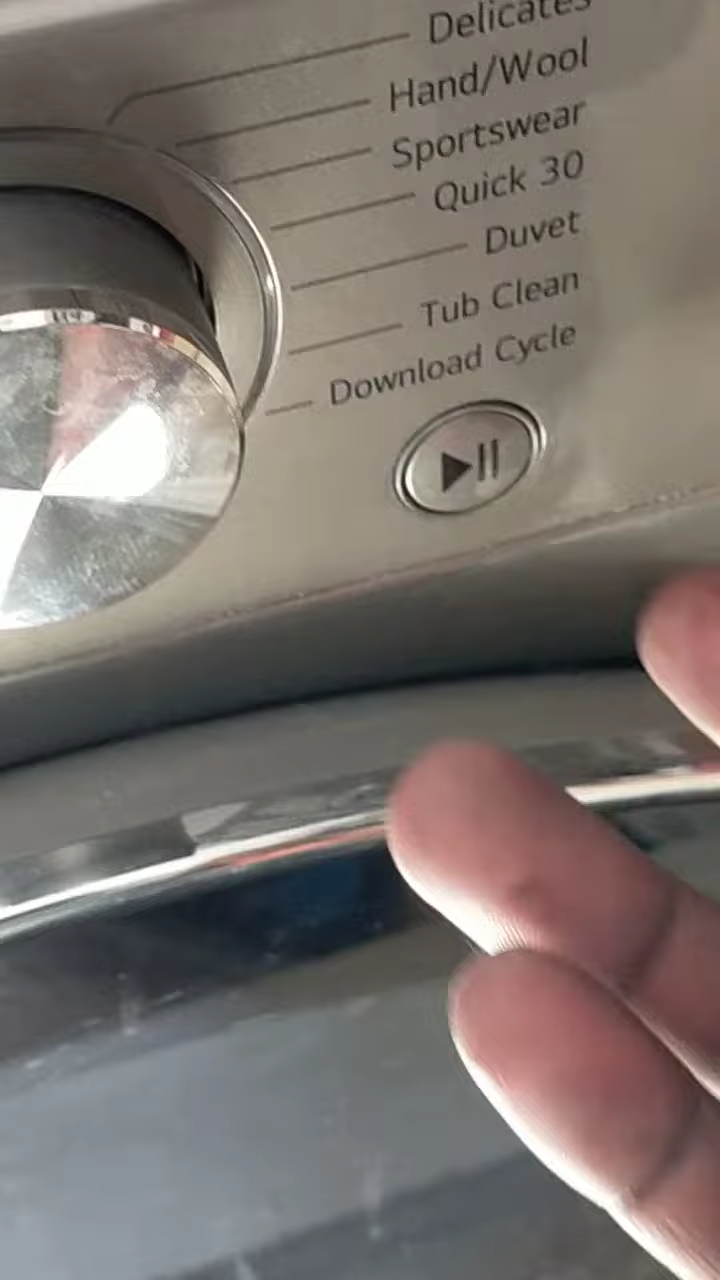 Delicates
Hand/Wool
Sportswear
Quick 30
Duvet
Tub Clean
Download Cycle